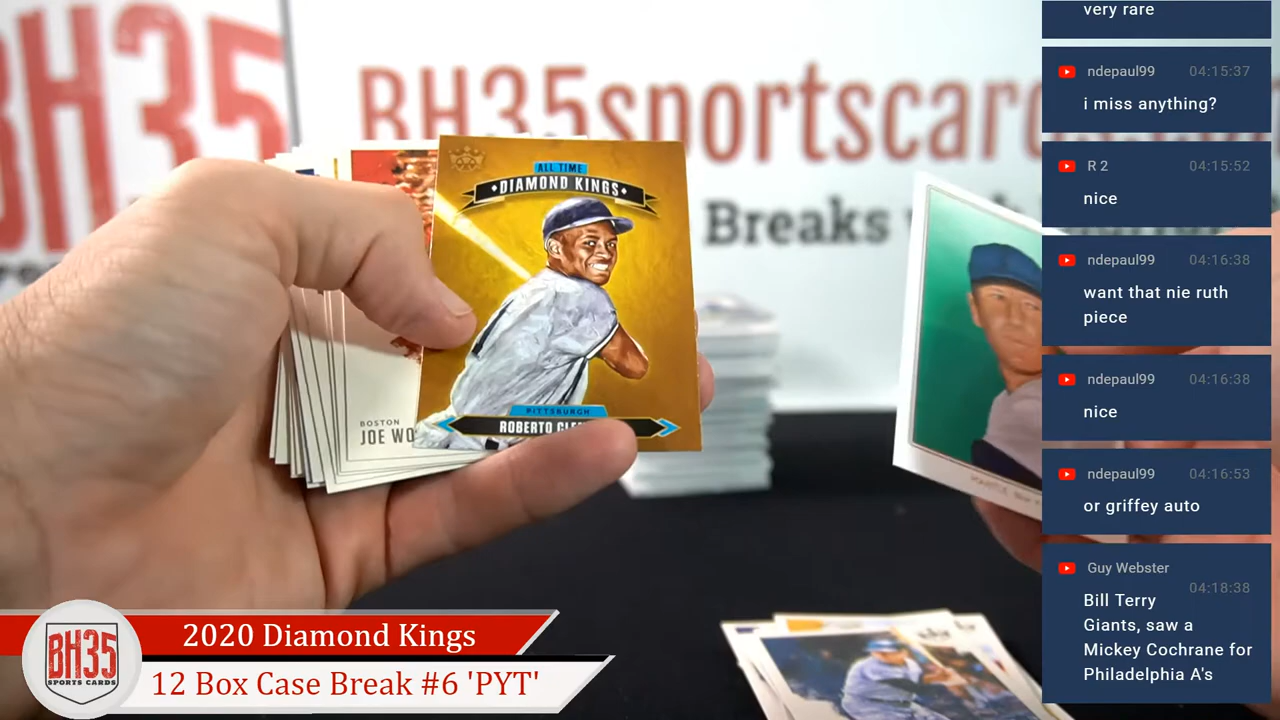 BH35
BH35sportscar
Breaks
ALL TIME
DIAMOND KINGS
PITTSBURGH
ROBERTO
BOSTON
JOE WO
2020 Diamond Kings
12 Box Case Break #6 'PYT'
BH35
SPORTS CARDS
very rare
ndepaul99 04:15:37
i miss anything?
R 2 04:15:52
nice
ndepaul99 04:16:38
want that nie ruth
piece
ndepaul99 04:16:38
nice
ndepaul99 04:16:53
or griffey auto
Guy Webster
04:18:38
Bill Terry
Giants, saw a
Mickey Cochrane for
Philadelphia A's